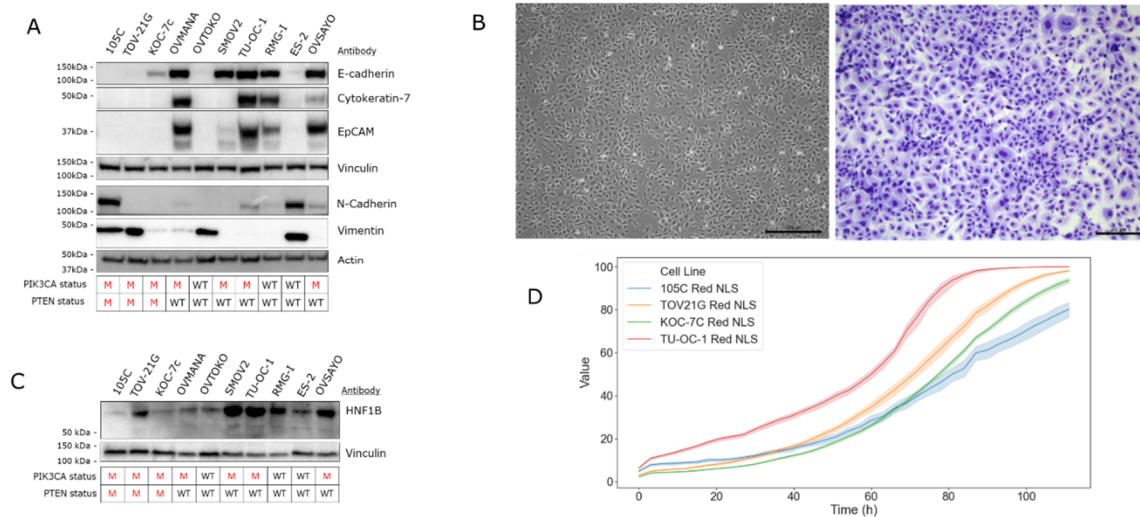 A
105C TOV-21G KOC-7c OVMANA OVTOKO SMOV2 TU-OC-1 RMG-I ES-2 OVSAYO Antibody
150kDa -
100kDa -
E-cadherin
50kDa -
Cytokeratin-7
37kDa -
EpCAM
150kDa -
100kDa -
Vinculin
150kDa -
100kDa -
N-Cadherin
50kDa -
Vimentin
50kDa -
37kDa -
Actin
PIK3CA status M M M M WT M M WT WT M
PTEN status M M M WT WT WT WT WT WT WT
B
C
105C TOV-21G KOC-7c OVMANA OVTOKO SMOV2 TU-OC-1 RMG-I ES-2 OVSAYO Antibody
HNF1B
50 kDa -
150 kDa -
100 kDa -
Vinculin
PIK3CA status M M M M WT M M WT WT M
PTEN status M M M WT WT WT WT WT WT WT
D
Cell Line
105C Red NLS
TOV21G Red NLS
KOC-7C Red NLS
TU-OC-1 Red NLS
Value
100
80
60
40
20
0
0 20 40 60 80 100
Time (h)